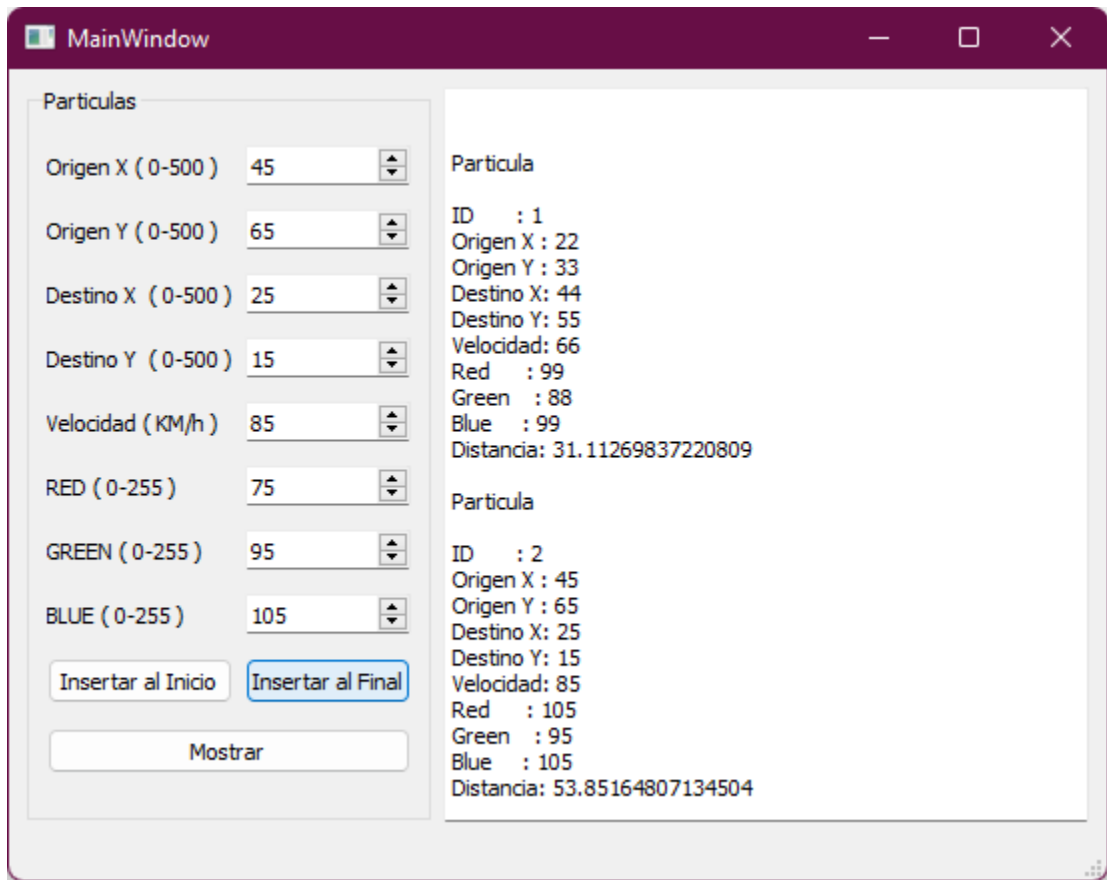 MainWindow
Particulas
Origen X ( 0-500 ) 45
Origen Y ( 0-500 ) 65
Destino X  ( 0-500 ) 25
Destino Y  ( 0-500 ) 15
Velocidad ( KM/h ) 85
RED ( 0-255 ) 75
GREEN ( 0-255 ) 95
BLUE ( 0-255 ) 105
Insertar al Inicio Insertar al Final
Mostrar
Particula
ID      : 1
Origen X : 22
Origen Y : 33
Destino X: 44
Destino Y: 55
Velocidad: 66
Red     : 99
Green   : 88
Blue    : 99
Distancia: 31.11269837220809
Particula
ID      : 2
Origen X : 45
Origen Y : 65
Destino X: 25
Destino Y: 15
Velocidad: 85
Red     : 105
Green   : 95
Blue    : 105
Distancia: 53.85164807134504